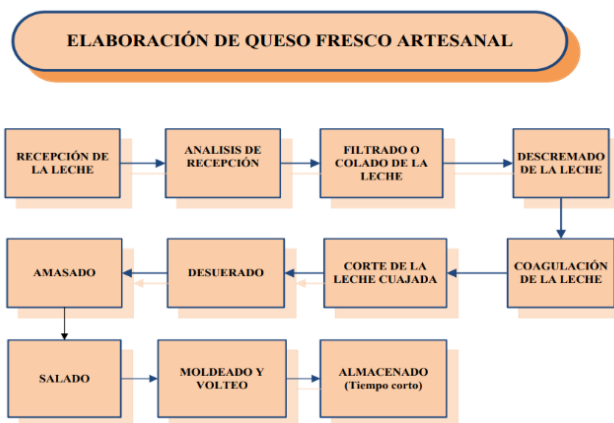 ELABORACIÓN DE QUESO FRESCO ARTESANAL
RECEPCIÓN DE
LA LECHE
ANALISIS DE
RECEPCIÓN
FILTRADO O
COLADO DE LA
LECHE
DESCREMADO
DE LA LECHE
COAGULACIÓN
DE LA LECHE
CORTE DE LA
LECHE CUAJADA
DESUERADO
AMASADO
SALADO
MOLDEADO Y
VOLTEO
ALMACENADO
(Tiempo corto)